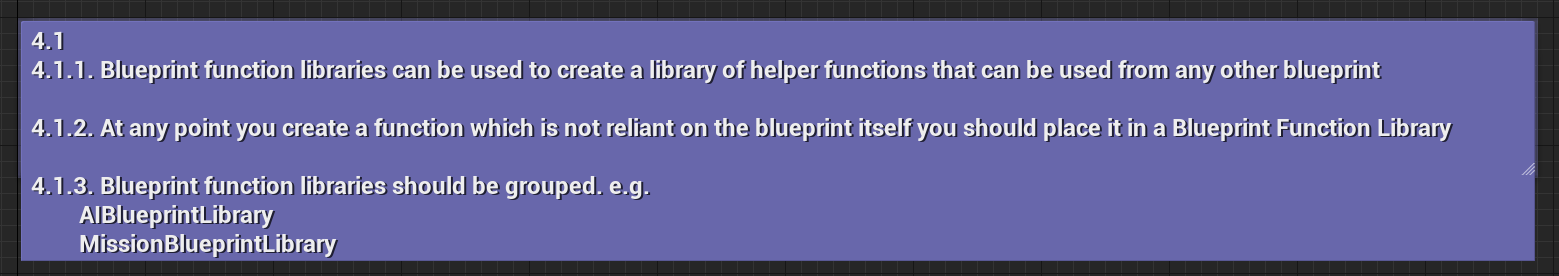 4.1
4.1.1. Blueprint function libraries can be used to create a library of helper functions that can be used from any other blueprint
4.1.2. At any point you create a function which is not reliant on the blueprint itself you should place it in a Blueprint Function Library
4.1.3. Blueprint function libraries should be grouped. e.g.
AIBlueprintLibrary
MissionBlueprintLibrary